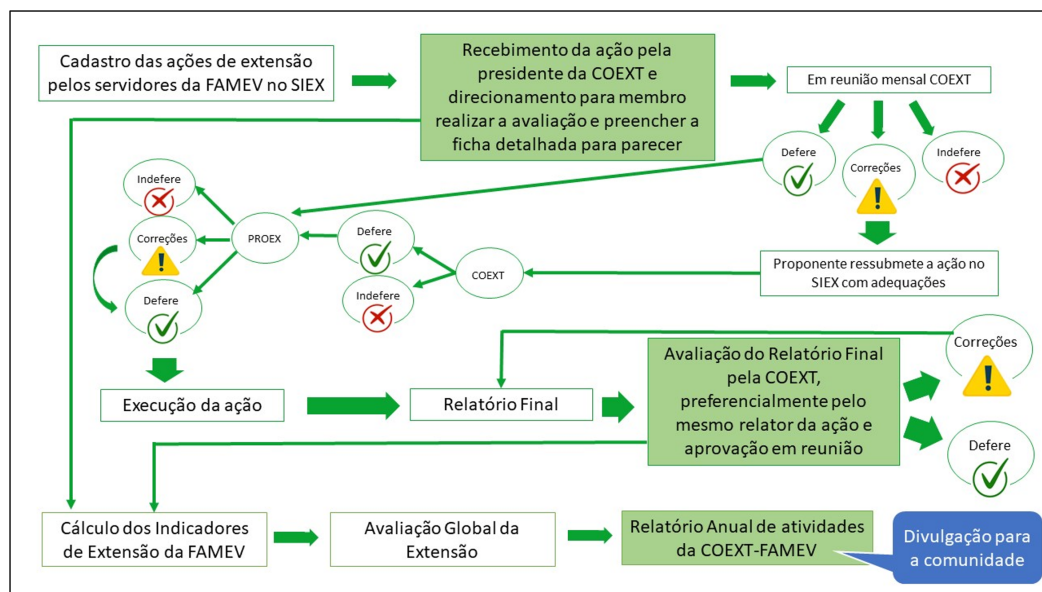 Cadastro das ações de extensão
pelos servidores da FAMEV no SIEX
Recebimento da ação pela
presidente da COEXT e
direcionamento para membro
realizar a avaliação e preencher a
ficha detalhada para parecer
Em reunião mensal COEXT
Defere
Correções
Indefere
Indefere
Correções
Defere
PROEX
Defere
Indefere
COEXT
Proponente ressubmete a ação no
SIEX com adequações
Execução da ação
Relatório Final
Avaliação do Relatório Final
pela COEXT,
preferencialmente pelo
mesmo relator da ação e
aprovação em reunião
Correções
Defere
Cálculo dos Indicadores
de Extensão da FAMEV
Avaliação Global da
Extensão
Relatório Anual de atividades
da COEXT-FAMEV
Divulgação para
a comunidade